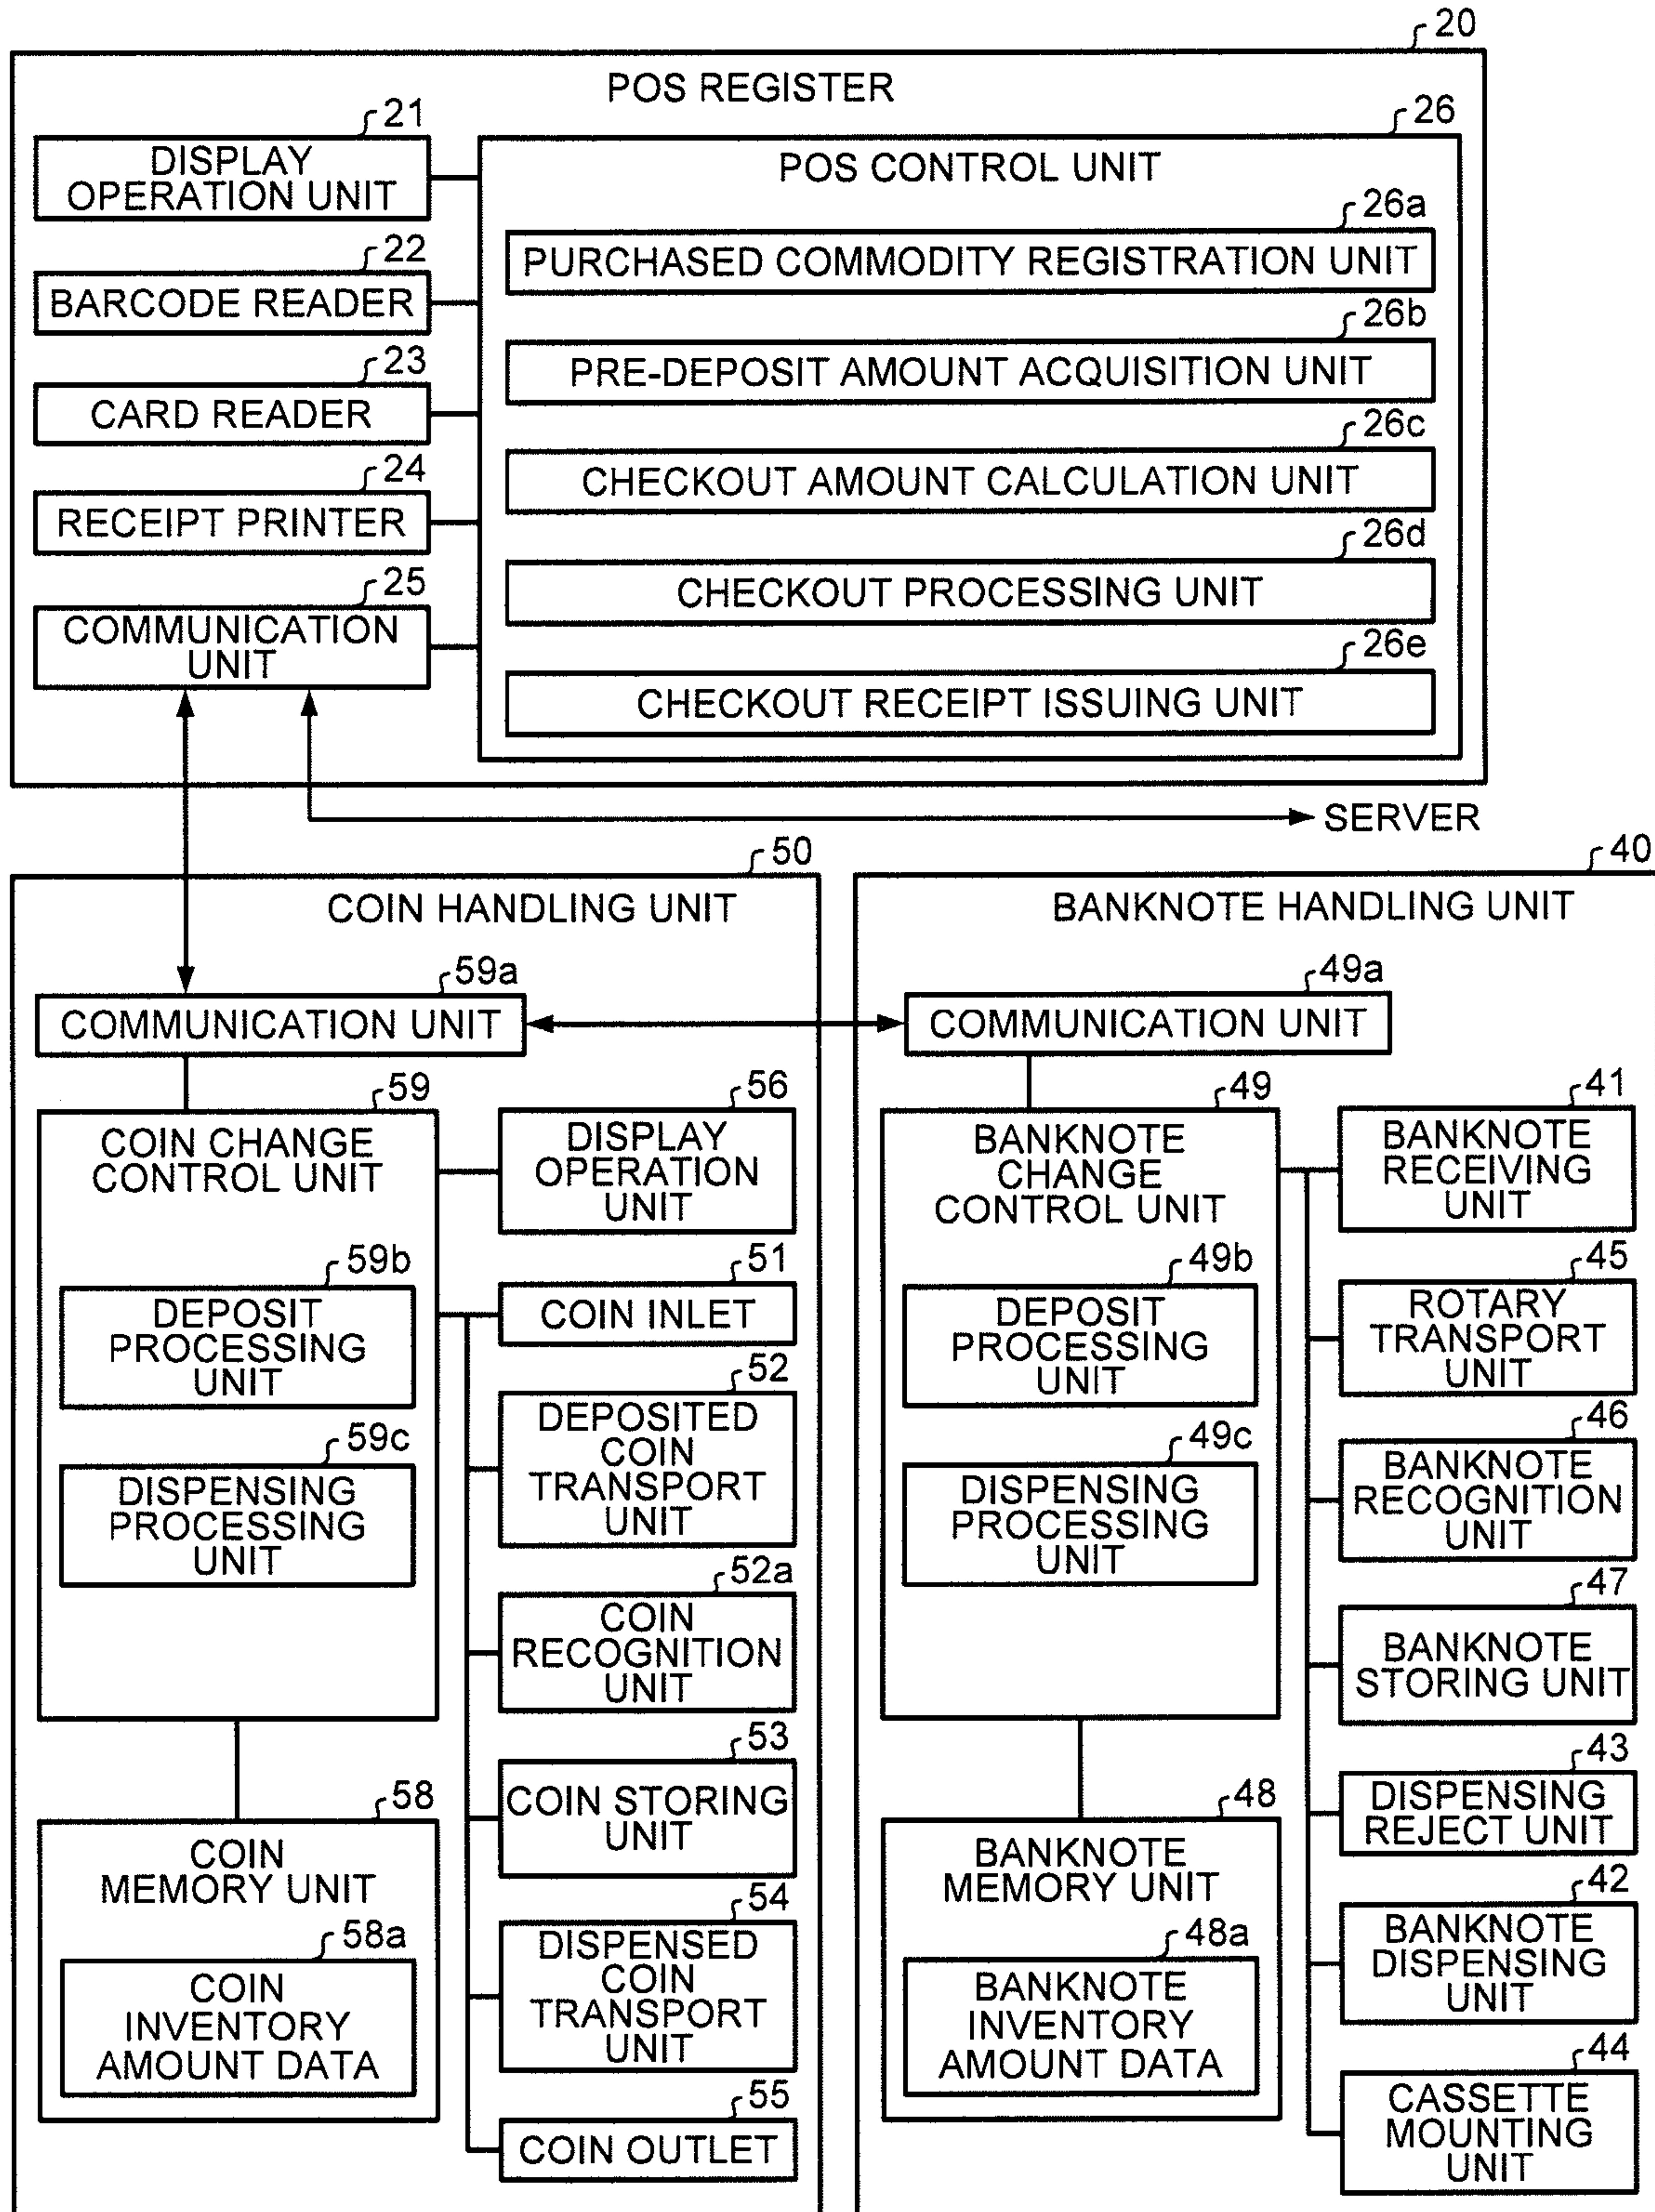 20
POS REGISTER
21
DISPLAY
OPERATION UNIT
22
BARCODE READER
23
CARD READER
24
RECEIPT PRINTER
25
COMMUNICATION
UNIT
26
POS CONTROL UNIT
26a
PURCHASED COMMODITY REGISTRATION UNIT
26b
PRE-DEPOSIT AMOUNT ACQUISITION UNIT
26c
CHECKOUT AMOUNT CALCULATION UNIT
26d
CHECKOUT PROCESSING UNIT
26e
CHECKOUT RECEIPT ISSUING UNIT
SERVER
50
COIN HANDLING UNIT
59a
COMMUNICATION UNIT
59
COIN CHANGE
CONTROL UNIT
59b
DEPOSIT
PROCESSING
UNIT
59c
DISPENSING
PROCESSING
UNIT
58
COIN
MEMORY UNIT
58a
COIN
INVENTORY
AMOUNT DATA
56
DISPLAY
OPERATION
UNIT
51
COIN INLET
52
DEPOSITED
COIN
TRANSPORT
UNIT
52a
COIN
RECOGNITION
UNIT
53
COIN STORING
UNIT
54
DISPENSED
COIN
TRANSPORT
UNIT
55
COIN OUTLET
40
BANKNOTE HANDLING UNIT
49a
COMMUNICATION UNIT
49
BANKNOTE
CHANGE
CONTROL UNIT
49b
DEPOSIT
PROCESSING
UNIT
49c
DISPENSING
PROCESSING
UNIT
48
BANKNOTE
MEMORY UNIT
48a
BANKNOTE
INVENTORY
AMOUNT DATA
41
BANKNOTE
RECEIVING
UNIT
45
ROTARY
TRANSPORT
UNIT
46
BANKNOTE
RECOGNITION
UNIT
47
BANKNOTE
STORING UNIT
43
DISPENSING
REJECT UNIT
42
BANKNOTE
DISPENSING
UNIT
44
CASSETTE
MOUNTING
UNIT